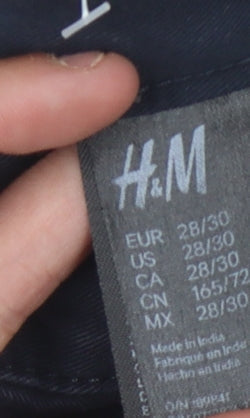 H&M
EUR 28/30
US 28/30
CA 28/30
CN 165/72
MX 28/30
Made in India
Fabriqué en Inde
Hecho en India